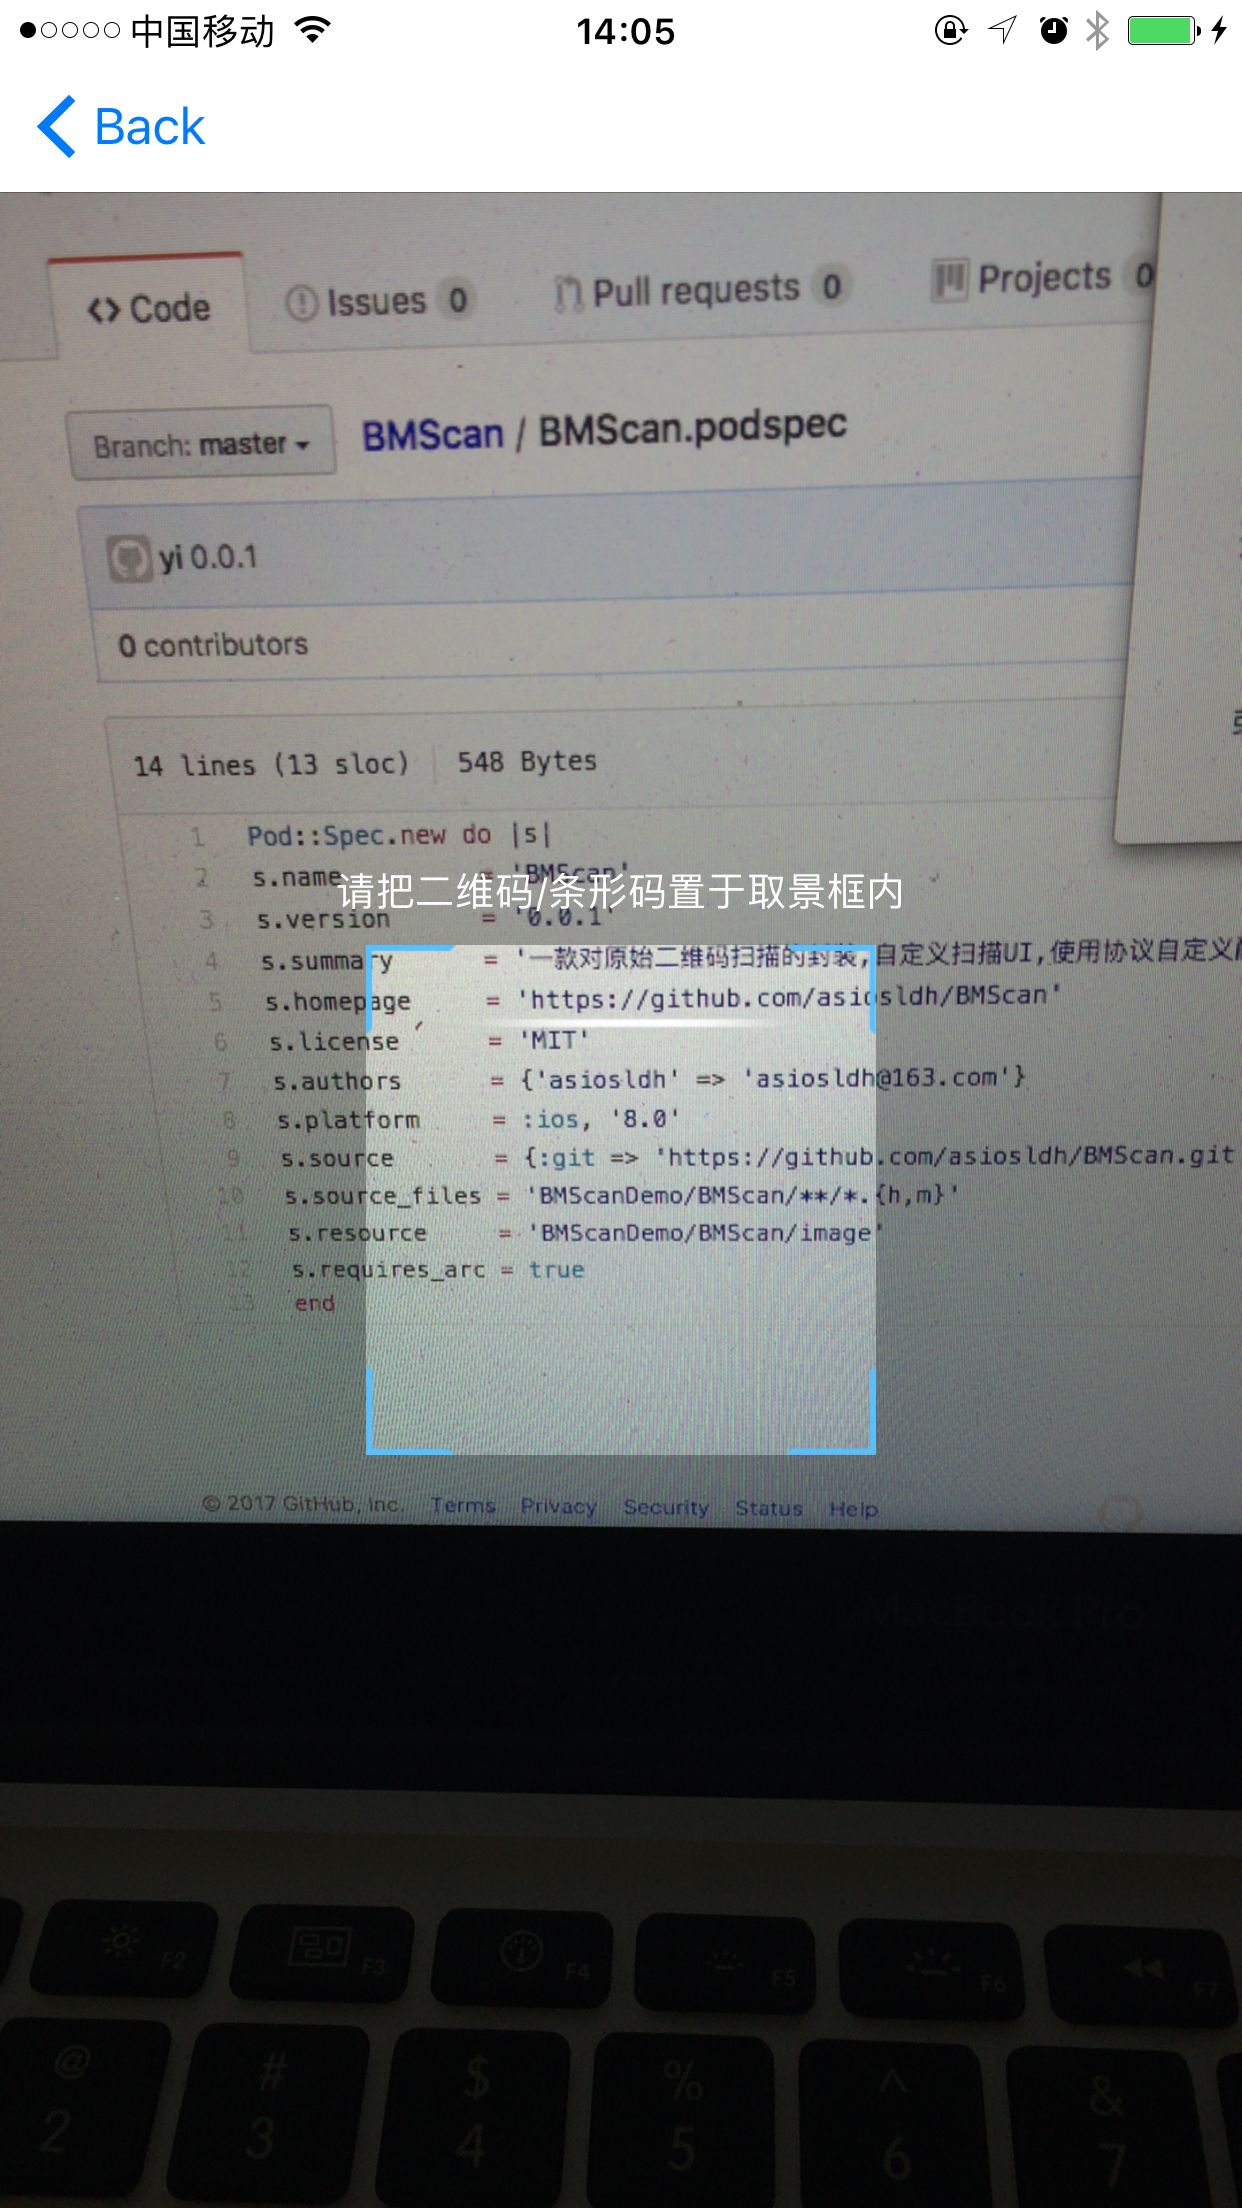 中国移动 14:05
Back
Code Issues 0 Pull requests 0 Projects 0
Branch: master BMScan / BMScan.podspec
yi 0.0.1
0 contributors
14 lines (13 sloc) 548 Bytes
1 Pod::Spec.new do |s|
2 s.name = 'BMScan'
请把二维码/条形码置于取景框内
3 s.version = '0.0.1'
4 s.summary = '一款对原始二维码扫描的封装,自定义扫描UI,使用协议自定义
5 s.homepage = 'https://github.com/asiosldh/BMScan'
6 s.license = 'MIT'
7 s.authors = {'asiosldh' => 'asiosldh@163.com'}
8 s.platform = :ios, '8.0'
9 s.source = {:git => 'https://github.com/asiosldh/BMScan.git
10 s.source_files = 'BMScanDemo/BMScan/**/*.{h,m}'
11 s.resource = 'BMScanDemo/BMScan/image'
12 s.requires_arc = true
13 end
© 2017 GitHub, Inc. Terms Privacy Security Status Help
MacBook Pro
F2 F3 F4 F5 F6 F7
@ # $ % ^ &
2 3 4 5 6 7